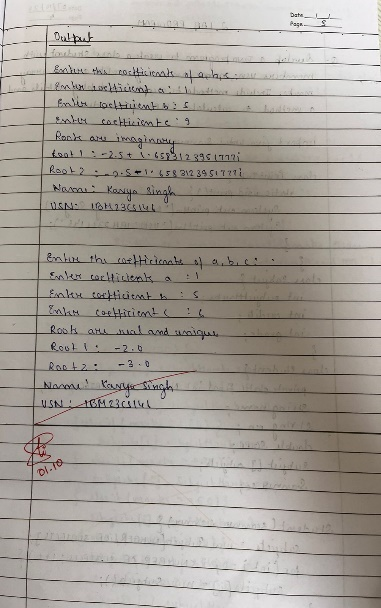 Date
Page 5
Output
Enter the coefficients of a, b, c
Enter coefficient a : 1
Enter coefficient b : 5
Enter coefficient c : 9
Roots are imaginary
Root 1 : -2.5 + 1.6583123951777i
Root 2 : -2.5 + 1.6583123951777i
Name: Kavya Singh
USN: 1BM23CS146
Enter the coefficients of a, b, c :
Enter coefficients a : 1
Enter coefficient b : 5
Enter coefficient c : 6
Roots are real and unique
Root 1 : -2.0
Root 2 : -3.0
Name: Kavya Singh
USN: 1BM23CS146
01.10